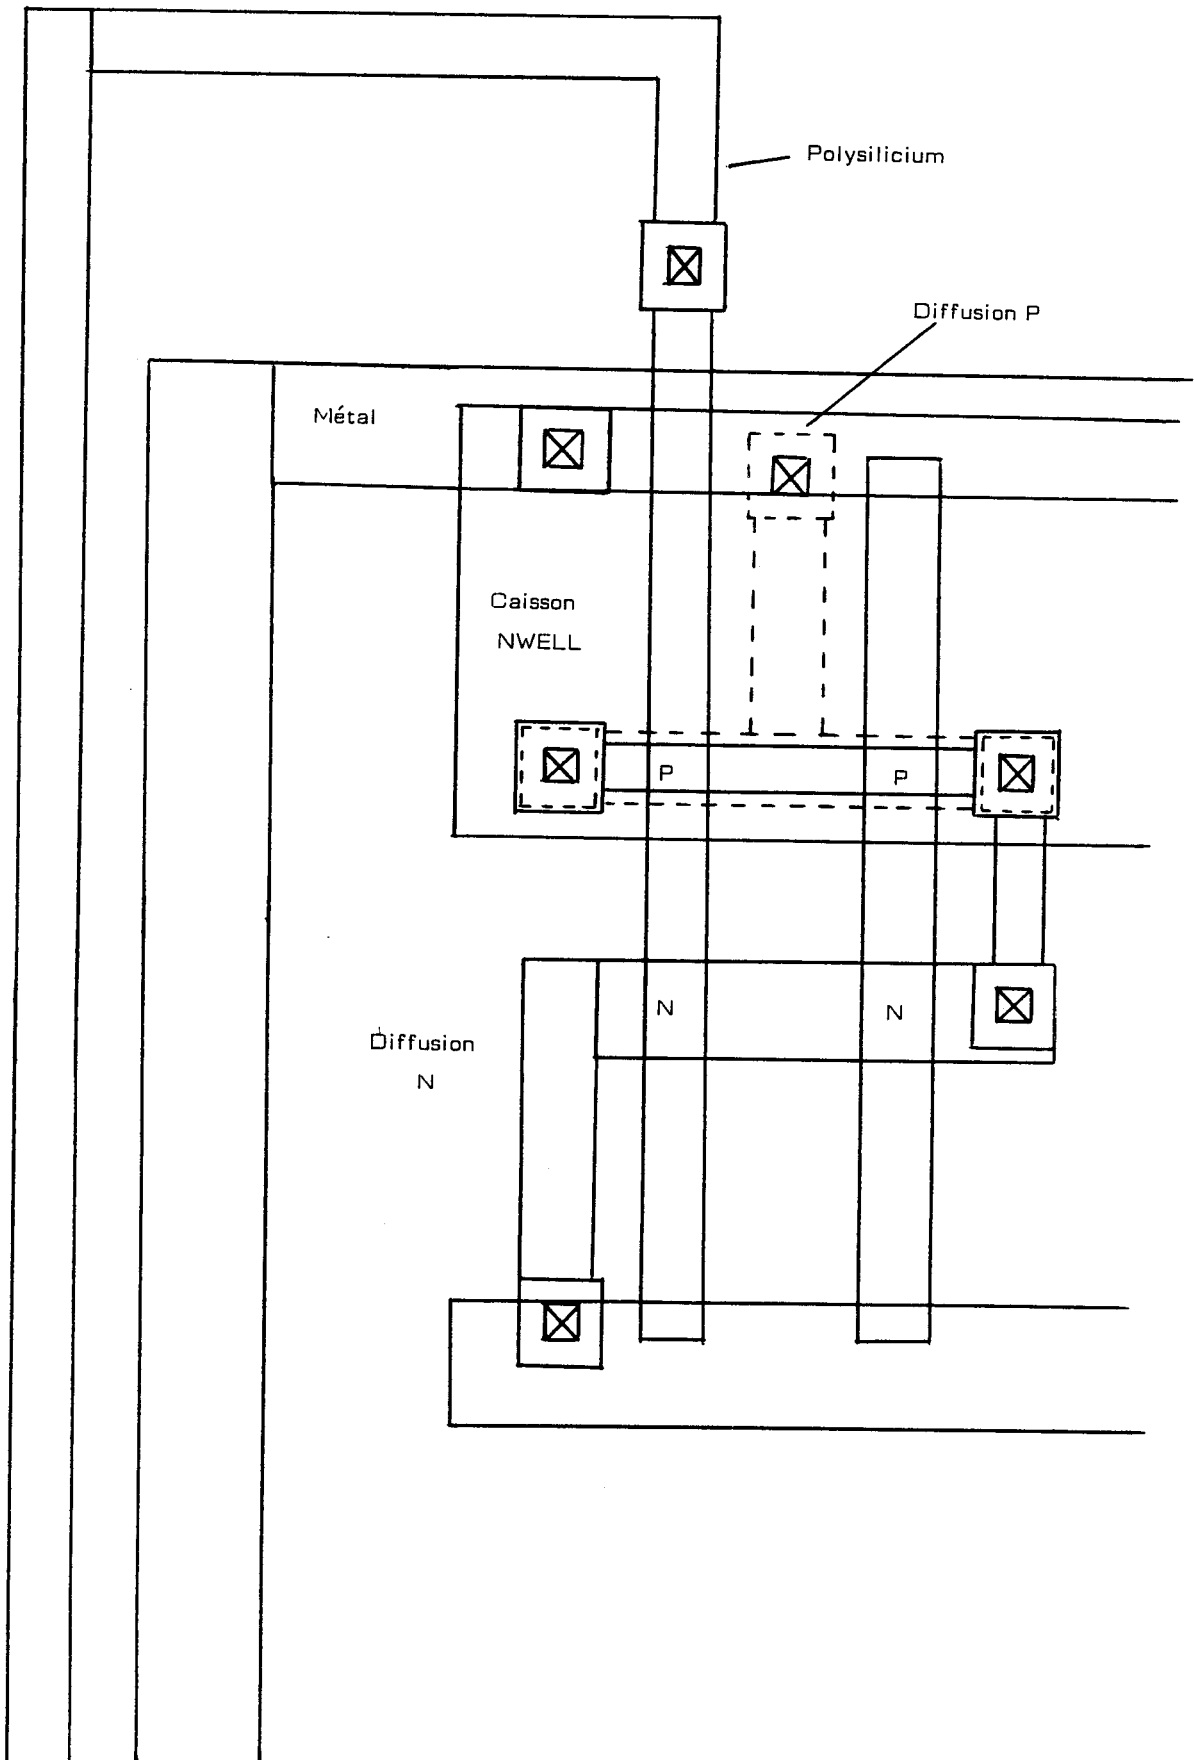 Polysilicium
Diffusion P
Métal
Caisson
NWELL
P
P
N
N
Diffusion
N